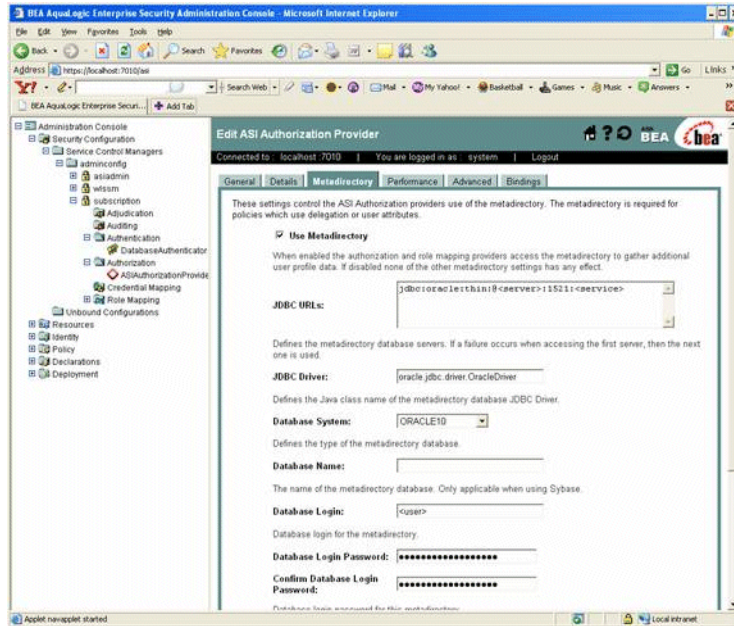 BEA AquaLogic Enterprise Security Administration Console - Microsoft Internet Explorer
File Edit View Favorites Tools Help
Back Search Favorites
Address https://localhost:7010/asi Go Links
Search Web Mail My Yahoo! Basketball Games Music Answers
BEA AquaLogic Enterprise Securi... Add Tab
Administration Console
Security Configuration
Service Control Managers
adminconfig
asiadmin
wlssm
subscription
Adjudication
Auditing
Authentication
DatabaseAuthenticator
Authorization
ASIAuthorizationProvide
Credential Mapping
Role Mapping
Unbound Configurations
Resources
Identity
Policy
Declarations
Deployment
Edit ASI Authorization Provider
BEA
bea
Connected to : localhost :7010 | You are logged in as : system | Logout
General Details Metadirectory Performance Advanced Bindings
These settings control the ASI Authorization providers use of the metadirectory. The metadirectory is required for
policies which use delegation or user attributes.
Use Metadirectory
When enabled the authorization and role mapping providers access the metadirectory to gather additional
user profile data. If disabled none of the other metadirectory settings has any effect.
JDBC URLs:
jdbc:oracle:thin:@<server>:1521:<service>
Defines the metadirectory database servers. If a failure occurs when accessing the first server, then the next
one is used.
JDBC Driver: oracle.jdbc.driver.OracleDriver
Defines the Java class name of the metadirectory database JDBC Driver.
Database System: ORACLE10
Defines the type of the metadirectory database.
Database Name:
The name of the metadirectory database. Only applicable when using Sybase.
Database Login: <user>
Database login for the metadirectory.
Database Login Password: ●●●●●●●●●●●●●●●●●●
Confirm Database Login
Password: ●●●●●●●●●●●●●●●●●●
Database login password for this metadirectory.
Applet navapplet started
Local intranet